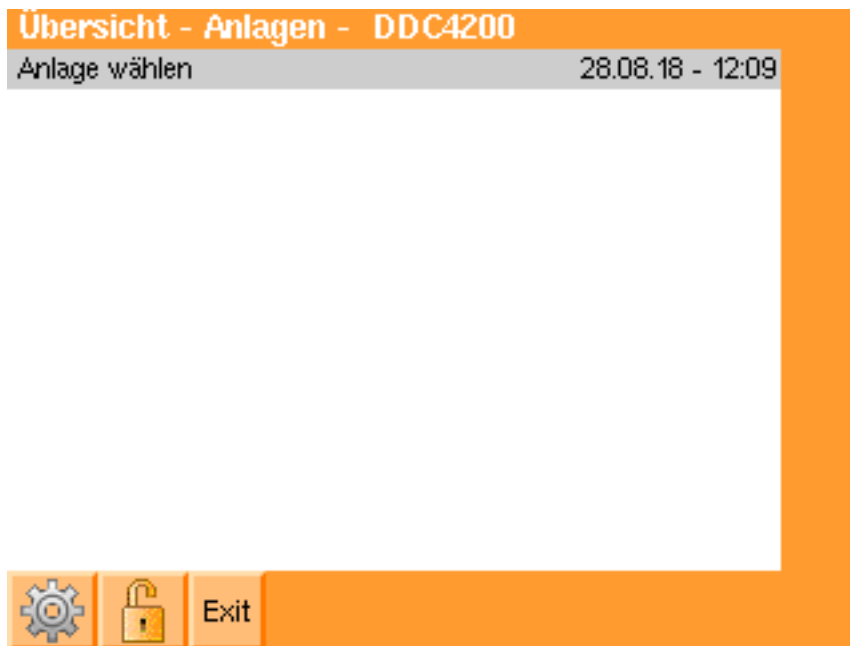 Übersicht - Anlagen - DDC4200
Anlage wählen 28.08.18 - 12:09
Exit